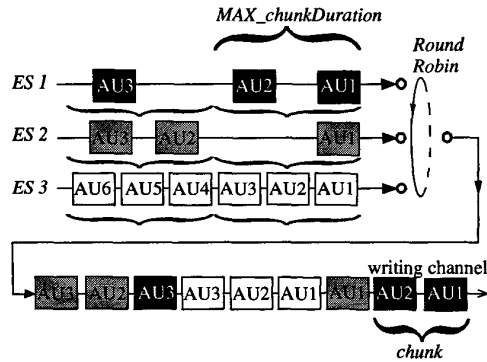 MAX_chunkDuration
Round
Robin
ES 1 AU3 AU2 AU1
ES 2 AU3 AU2 AU1
ES 3 AU6 AU5 AU4 AU3 AU2 AU1
writing channel
AU3 AU2 AU3 AU3 AU2 AU1 AU1 AU2 AU1
chunk